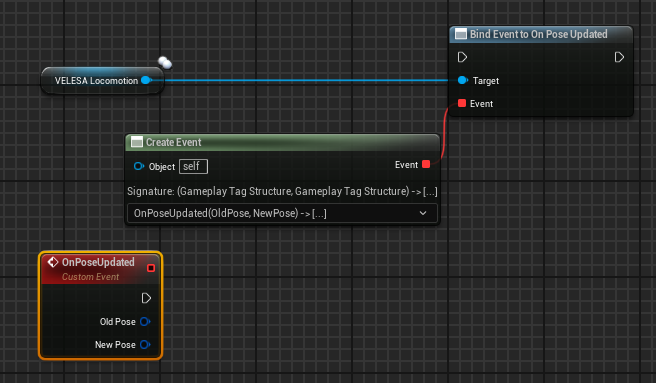 Bind Event to On Pose Updated
VELESA Locomotion
Target
Event
Create Event
Object self
Event
Signature: (Gameplay Tag Structure, Gameplay Tag Structure) -> [...]
OnPoseUpdated(OldPose, NewPose) -> [...]
OnPoseUpdated
Custom Event
Old Pose
New Pose